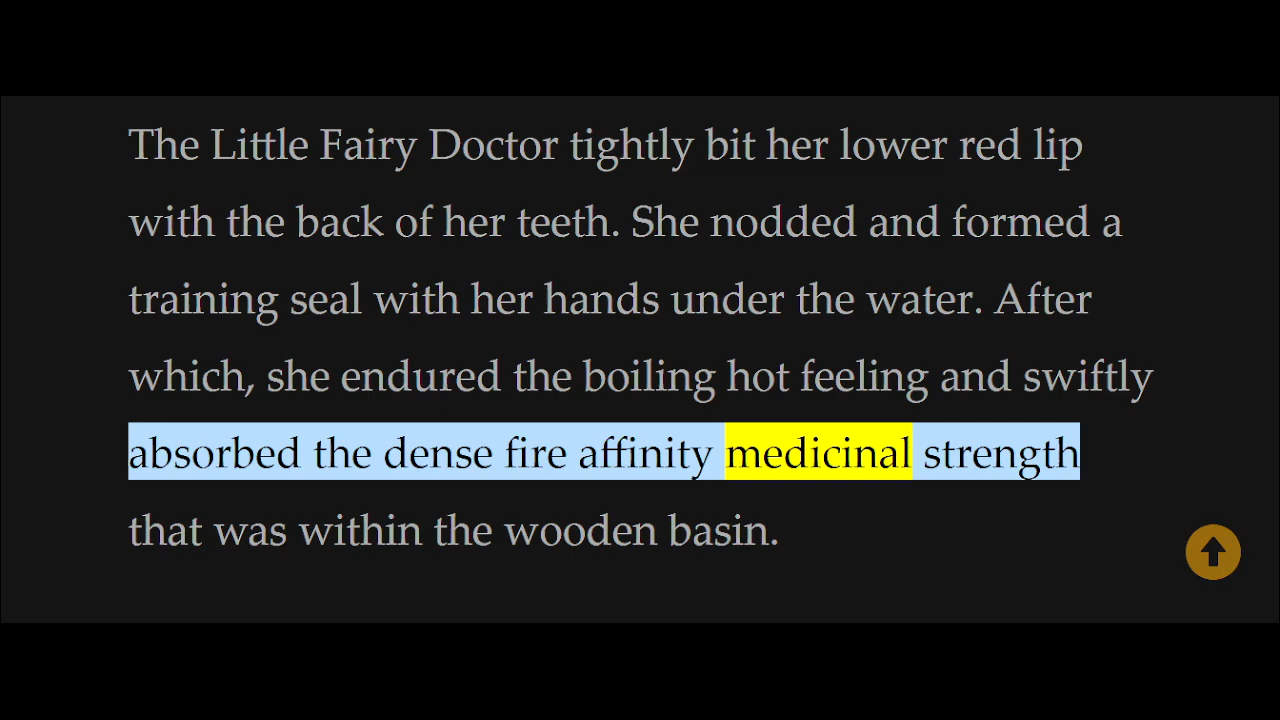 The Little Fairy Doctor tightly bit her lower red lip
with the back of her teeth. She nodded and formed a
training seal with her hands under the water. After
which, she endured the boiling hot feeling and swiftly
absorbed the dense fire affinity medicinal strength
that was within the wooden basin.